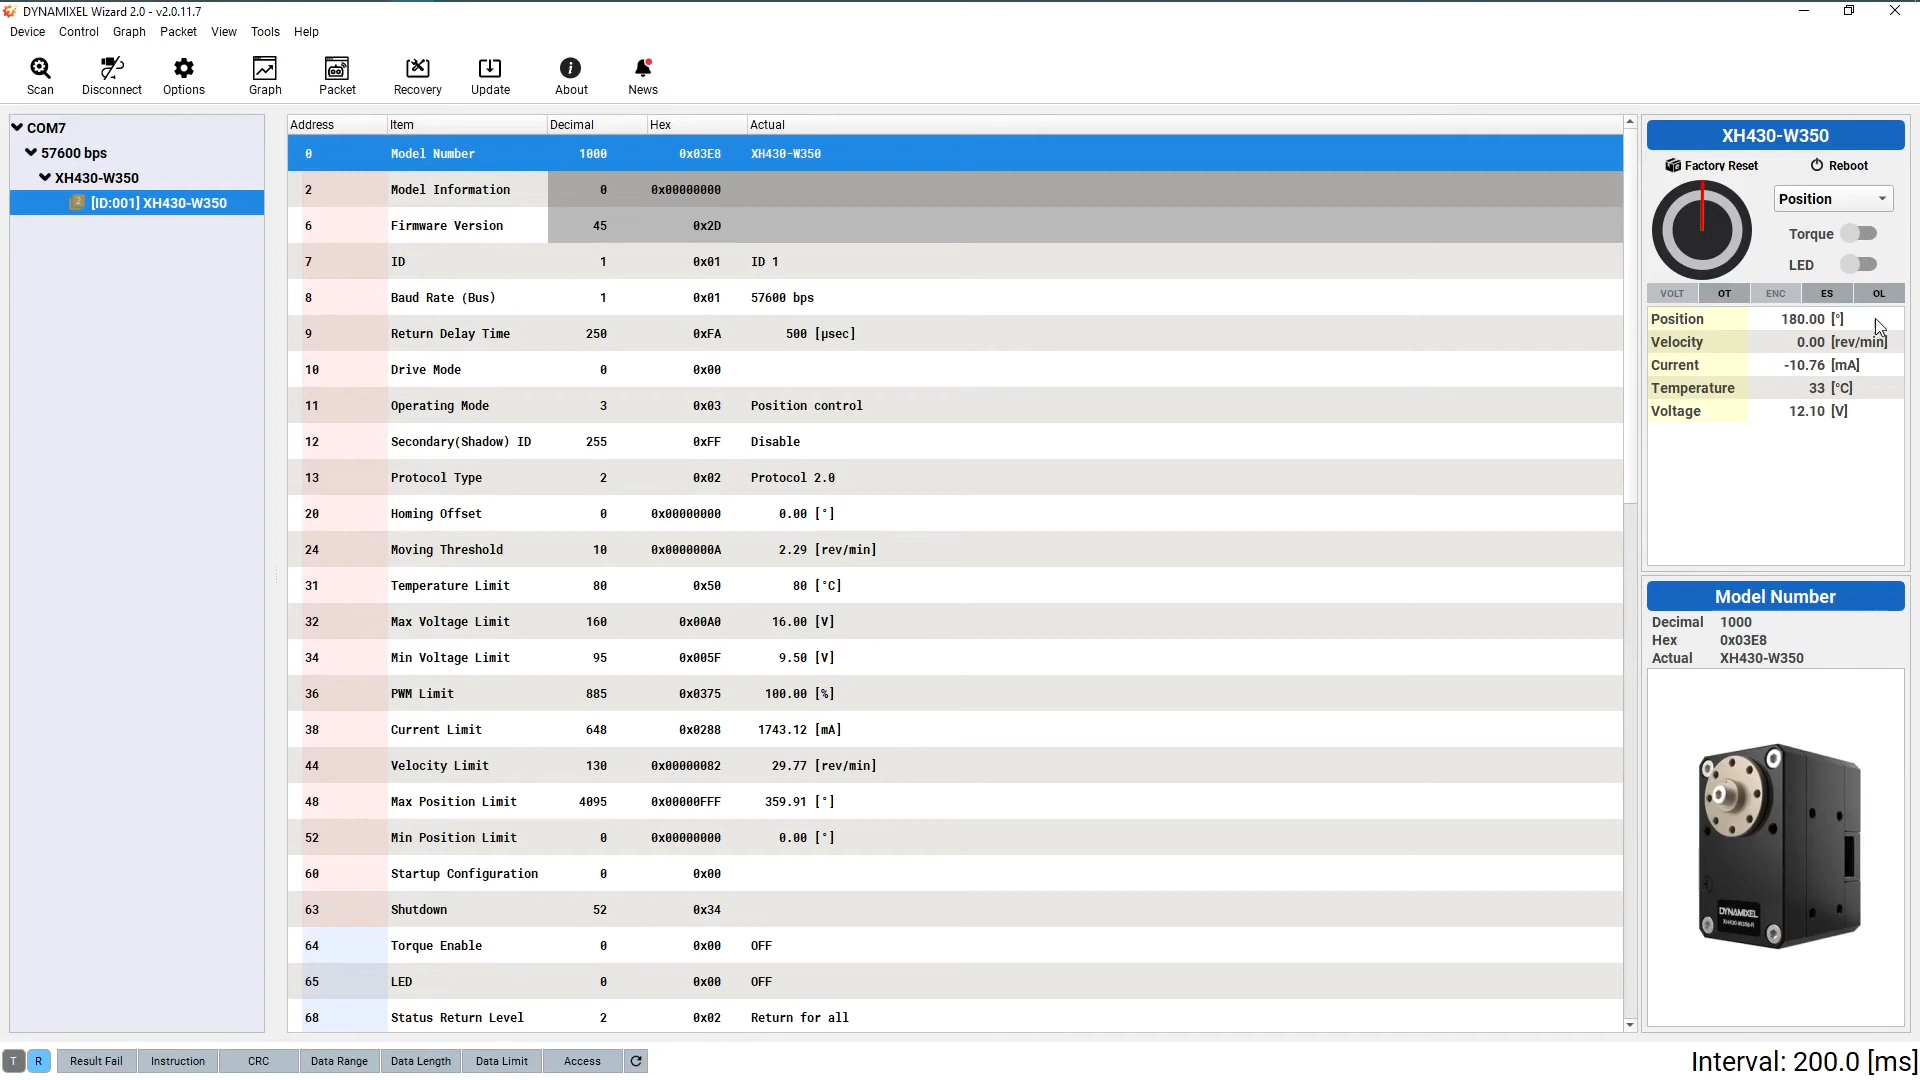 DYNAMIXEL Wizard 2.0 - v2.0.11.7
Device Control Graph Packet View Tools Help
Scan Disconnect Options Graph Packet Recovery Update About News
COM7
57600 bps
XH430-W350
2 [ID:001] XH430-W350
Address Item Decimal Hex Actual
0 Model Number 1000 0x03E8 XH430-W350
2 Model Information 0 0x00000000
6 Firmware Version 45 0x2D
7 ID 1 0x01 ID 1
8 Baud Rate (Bus) 1 0x01 57600 bps
9 Return Delay Time 250 0xFA 500 [µsec]
10 Drive Mode 0 0x00
11 Operating Mode 3 0x03 Position control
12 Secondary(Shadow) ID 255 0xFF Disable
13 Protocol Type 2 0x02 Protocol 2.0
20 Homing Offset 0 0x00000000 0.00 [°]
24 Moving Threshold 10 0x0000000A 2.29 [rev/min]
31 Temperature Limit 80 0x50 80 [°C]
32 Max Voltage Limit 160 0x00A0 16.00 [V]
34 Min Voltage Limit 95 0x005F 9.50 [V]
36 PWM Limit 885 0x0375 100.00 [%]
38 Current Limit 648 0x0288 1743.12 [mA]
44 Velocity Limit 130 0x00000082 29.77 [rev/min]
48 Max Position Limit 4095 0x00000FFF 359.91 [°]
52 Min Position Limit 0 0x00000000 0.00 [°]
60 Startup Configuration 0 0x00
63 Shutdown 52 0x34
64 Torque Enable 0 0x00 OFF
65 LED 0 0x00 OFF
68 Status Return Level 2 0x02 Return for all
XH430-W350
Factory Reset Reboot
Position
Torque
LED
VOLT OT ENC ES OL
Position 180.00 [°]
Velocity 0.00 [rev/min]
Current -10.76 [mA]
Temperature 33 [°C]
Voltage 12.10 [V]
Model Number
Decimal 1000
Hex 0x03E8
Actual XH430-W350
DYNAMIXEL
T R Result Fail Instruction CRC Data Range Data Length Data Limit Access
Interval: 200.0 [ms]